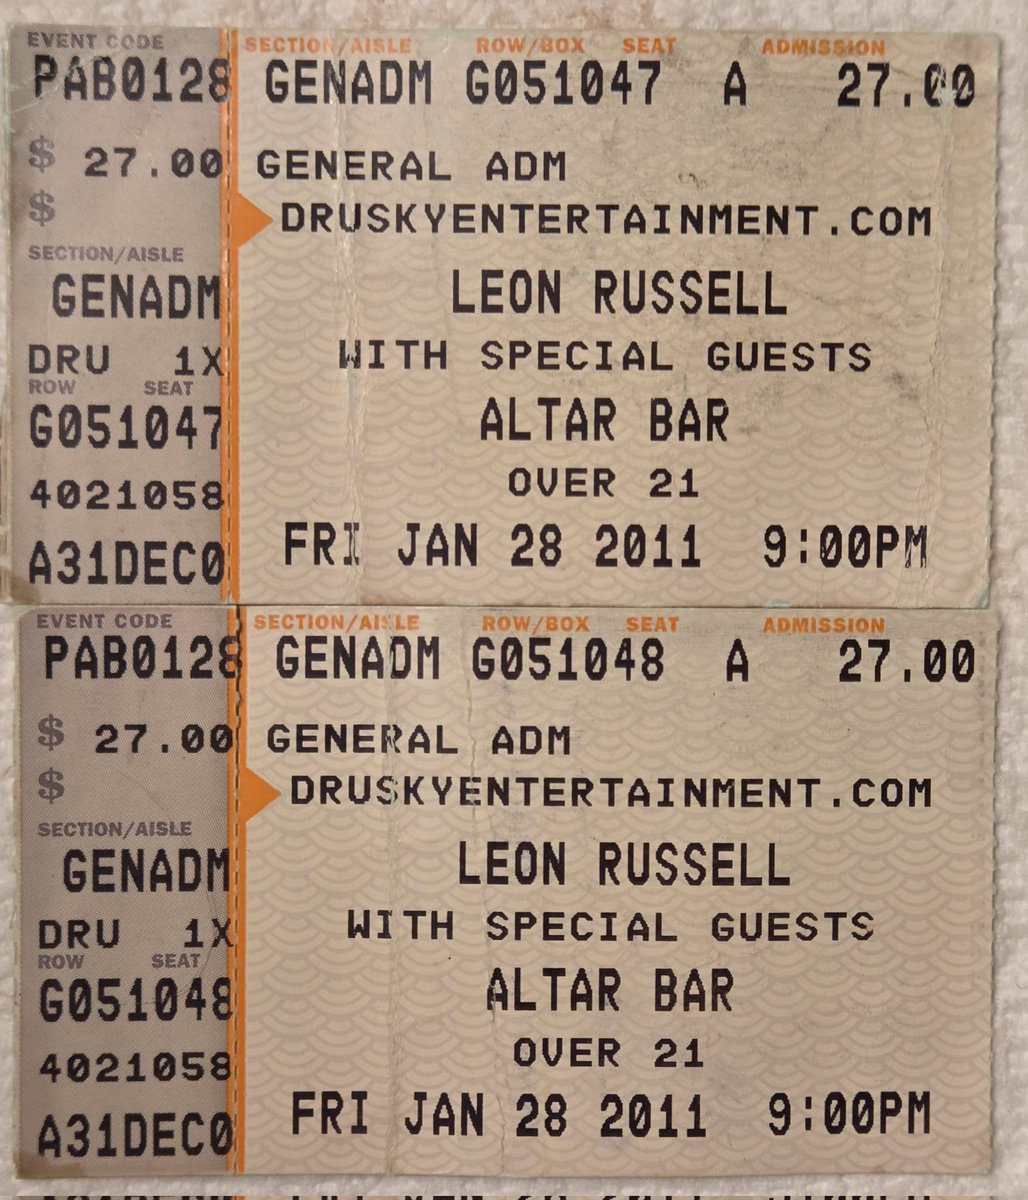 EVENT CODE SECTION/AISLE ROW/BOX SEAT ADMISSION
PAB0128 GENADM G051047 A 27.00
$ 27.00 GENERAL ADM
$ DRUSKYENTERTAINMENT.COM
SECTION/AISLE
GENADM LEON RUSSELL
DRU 1X WITH SPECIAL GUESTS
ROW SEAT
G051047 ALTAR BAR
4021058 OVER 21
A31DEC0 FRI JAN 28 2011 9:00PM
EVENT CODE SECTION/AISLE ROW/BOX SEAT ADMISSION
PAB0128 GENADM G051048 A 27.00
$ 27.00 GENERAL ADM
$ DRUSKYENTERTAINMENT.COM
SECTION/AISLE
GENADM LEON RUSSELL
DRU 1X WITH SPECIAL GUESTS
ROW SEAT
G051048 ALTAR BAR
4021058 OVER 21
A31DEC0 FRI JAN 28 2011 9:00PM